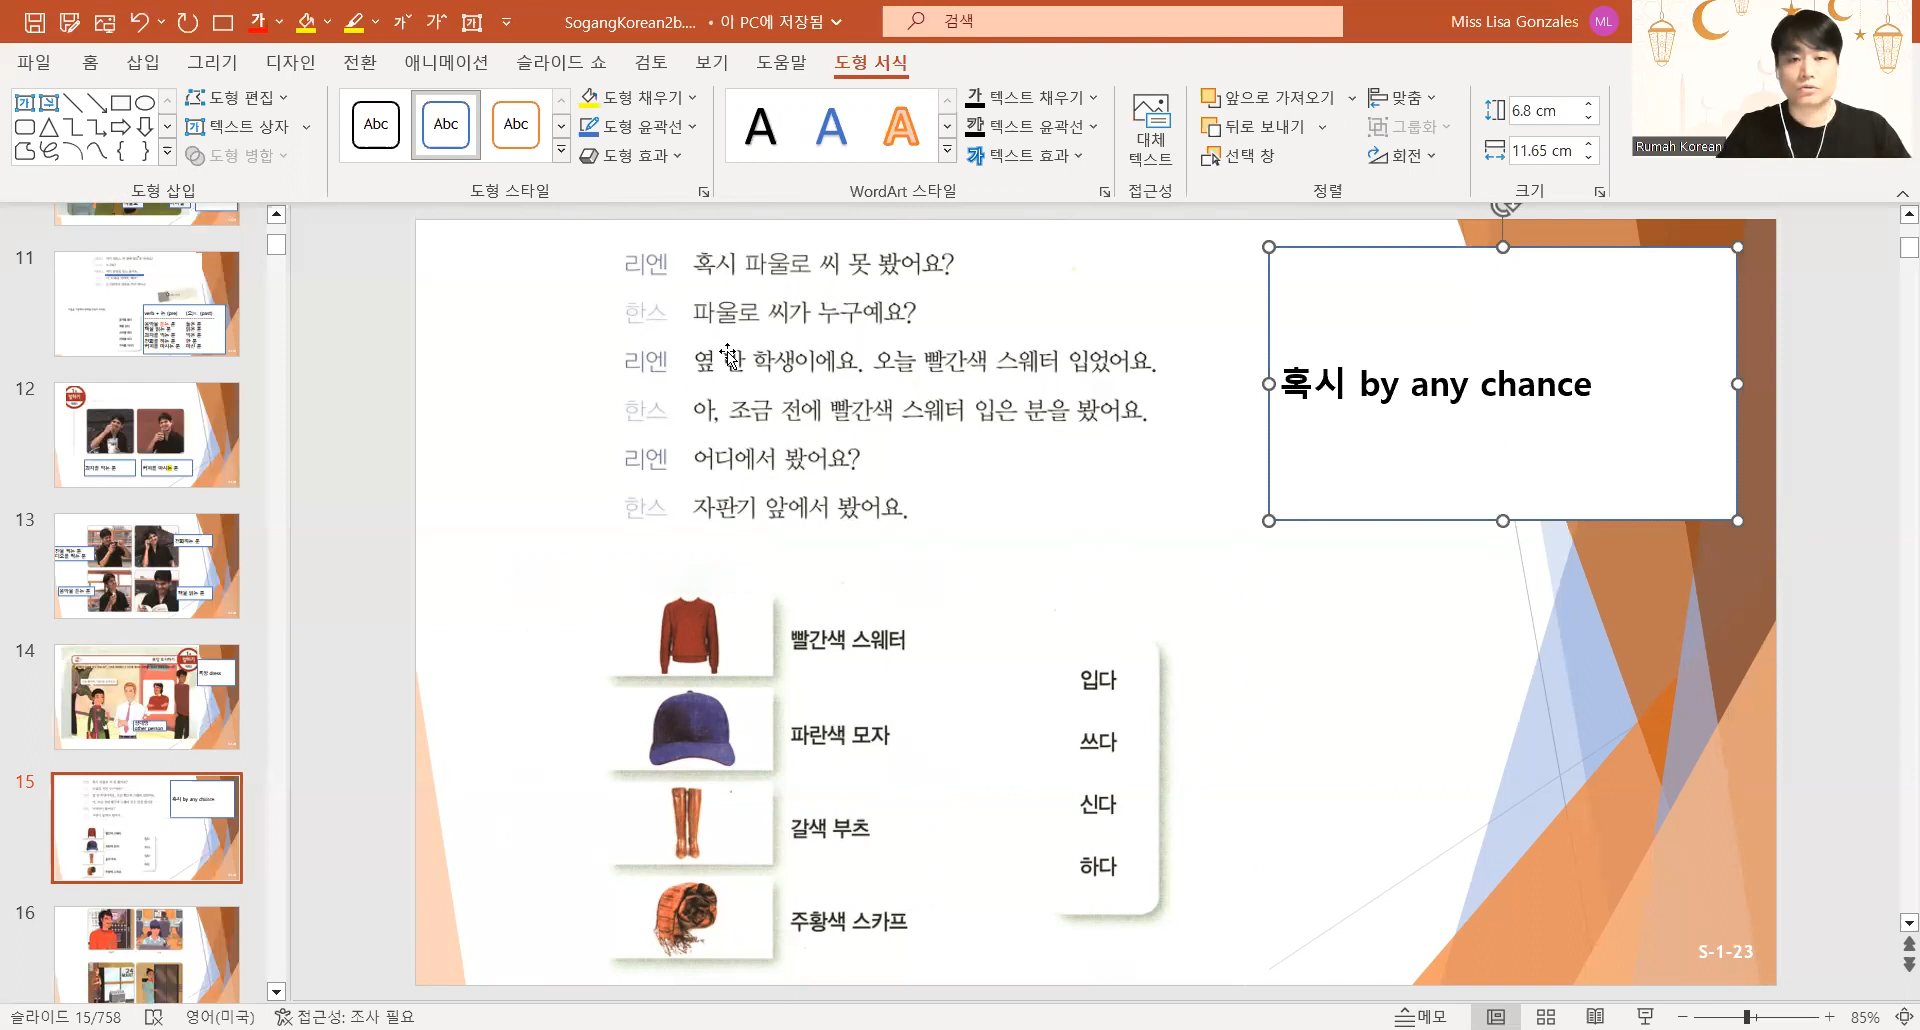 SogangKorean2b.... • 이 PC에 저장됨
검색
Miss Lisa Gonzales
ML
파일 홈 삽입 그리기 디자인 전환 애니메이션 슬라이드 쇼 검토 보기 도움말 도형 서식
도형 편집
텍스트 상자
도형 병합
도형 삽입
Abc Abc Abc
도형 채우기
도형 윤곽선
도형 효과
도형 스타일
A A A
텍스트 채우기
텍스트 윤곽선
텍스트 효과
WordArt 스타일
대체
텍스트
접근성
앞으로 가져오기
뒤로 보내기
선택 창
맞춤
그룹화
회전
정렬
6.8 cm
11.65 cm
크기
Rumah Korean
11
12
13
14
15
16
리엔 혹시 파울로 씨 못 봤어요?
한스 파울로 씨가 누구예요?
리엔 옆 학생이에요. 오늘 빨간색 스웨터 입었어요.
한스 아, 조금 전에 빨간색 스웨터 입은 분을 봤어요.
리엔 어디에서 봤어요?
한스 자판기 앞에서 봤어요.
혹시 by any chance
빨간색 스웨터
파란색 모자
갈색 부츠
주황색 스카프
입다
쓰다
신다
하다
S-1-23
슬라이드 15/758
영어(미국)
접근성: 조사 필요
메모
85%